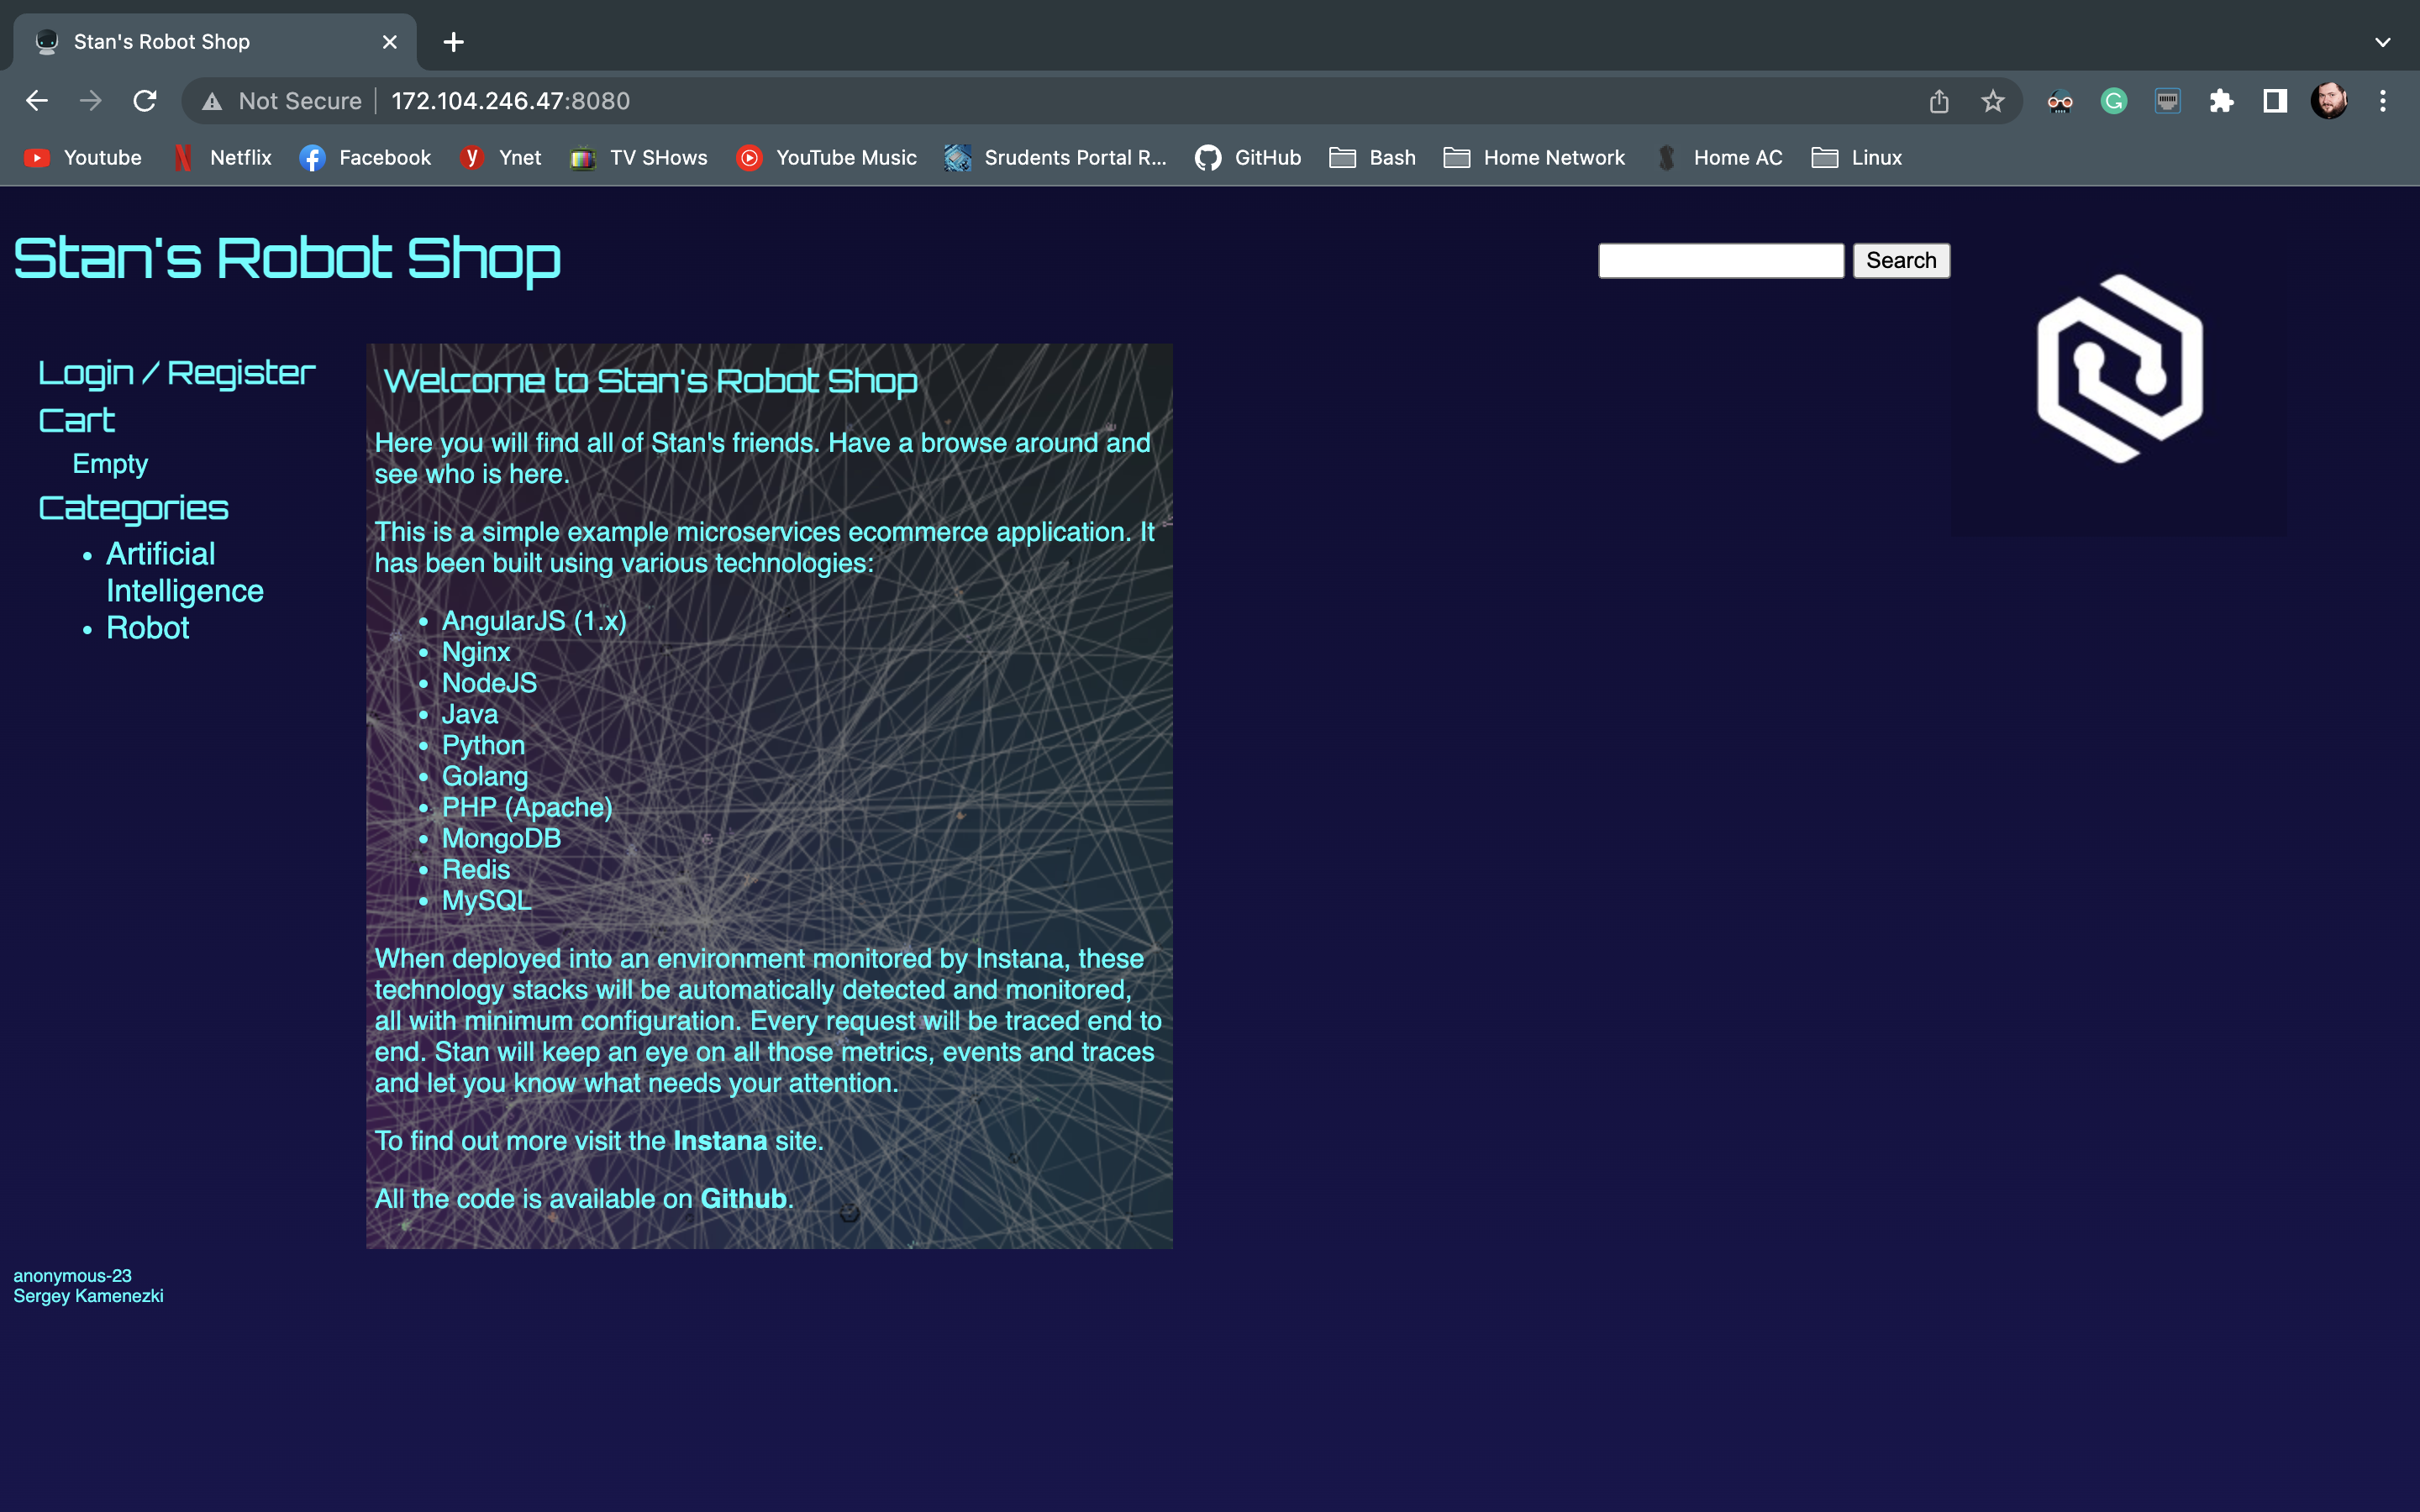 Stan's Robot Shop
Not Secure 172.104.246.47:8080
Youtube Netflix Facebook Ynet TV SHows YouTube Music Srudents Portal R... GitHub Bash Home Network Home AC Linux
Stan's Robot Shop
Search
Login / Register
Cart
Empty
Categories
Artificial
Intelligence
Robot
Welcome to Stan's Robot Shop
Here you will find all of Stan's friends. Have a browse around and
see who is here.
This is a simple example microservices ecommerce application. It
has been built using various technologies:
AngularJS (1.x)
Nginx
NodeJS
Java
Python
Golang
PHP (Apache)
MongoDB
Redis
MySQL
When deployed into an environment monitored by Instana, these
technology stacks will be automatically detected and monitored,
all with minimum configuration. Every request will be traced end to
end. Stan will keep an eye on all those metrics, events and traces
and let you know what needs your attention.
To find out more visit the Instana site.
All the code is available on Github.
anonymous-23
Sergey Kamenezki